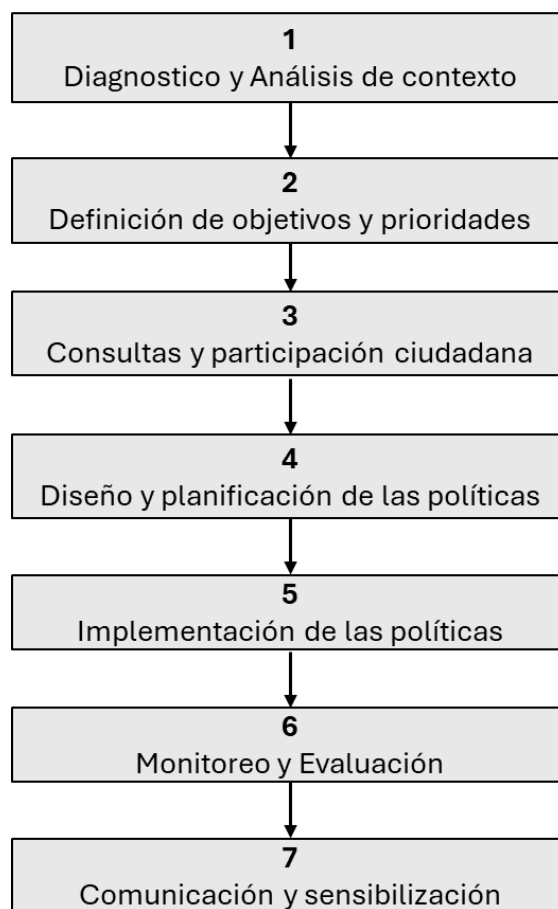 1
Diagnostico y Análisis de contexto
2
Definición de objetivos y prioridades
3
Consultas y participación ciudadana
4
Diseño y planificación de las políticas
5
Implementación de las políticas
6
Monitoreo y Evaluación
7
Comunicación y sensibilización